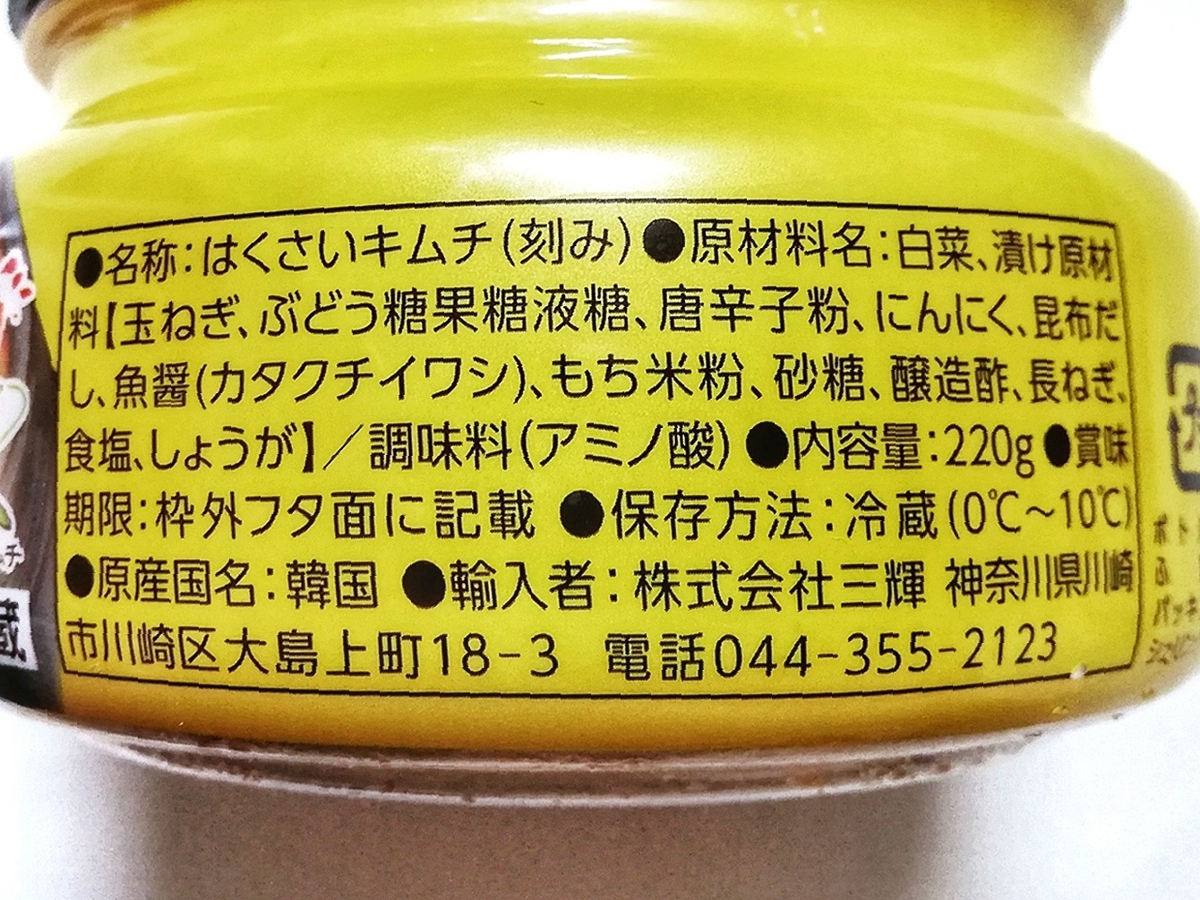 ●名称：はくさいキムチ(刻み)●原材料名：白菜、漬け原材
料【玉ねぎ、ぶどう糖果糖液糖、唐辛子粉、にんにく、昆布だ
し、魚醤(カタクチイワシ)、もち米粉、砂糖、醸造酢、長ねぎ、
食塩、しょうが】／調味料(アミノ酸) ●内容量：220g ●賞味
期限：枠外フタ面に記載 ●保存方法：冷蔵(0℃〜10℃)
●原産国名：韓国 ●輸入者：株式会社三輝 神奈川県川崎
市川崎区大島上町18-3 電話044-355-2123
蔵